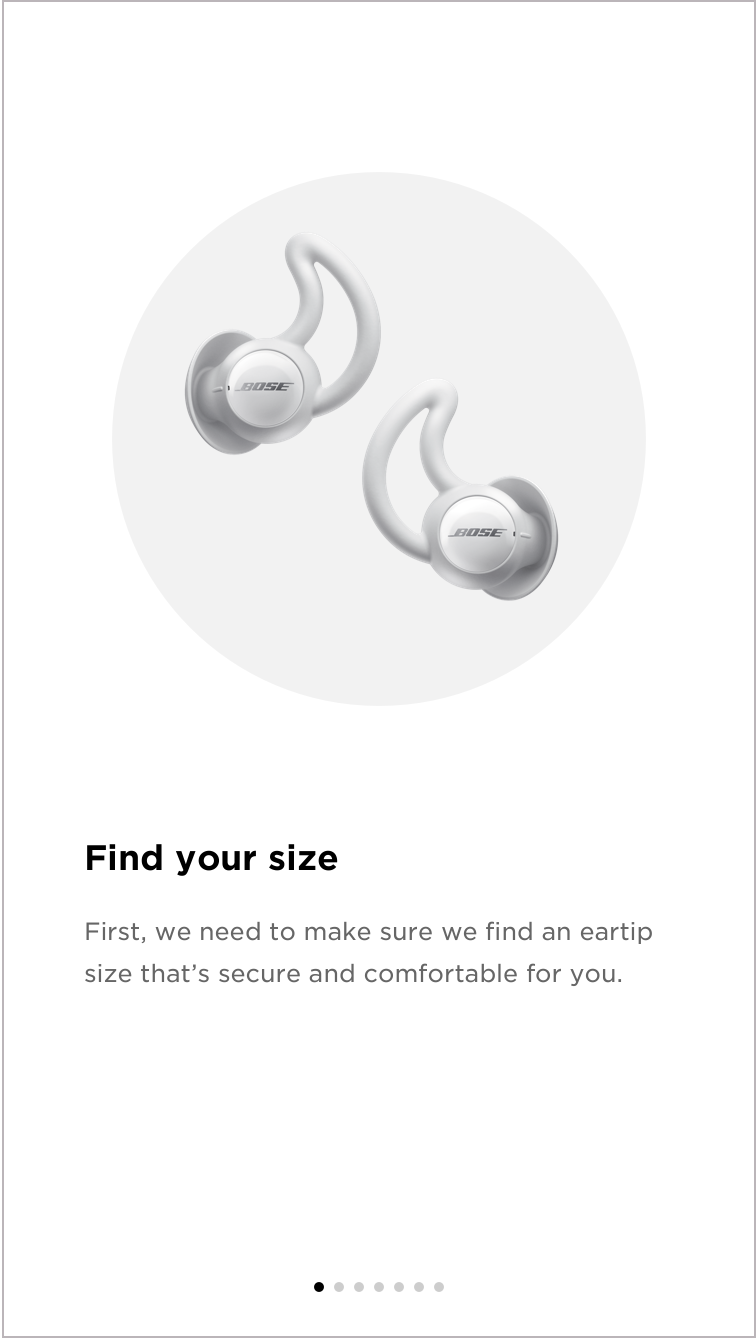 BOSE
BOSE
Find your size
First, we need to make sure we find an eartip
size that’s secure and comfortable for you.